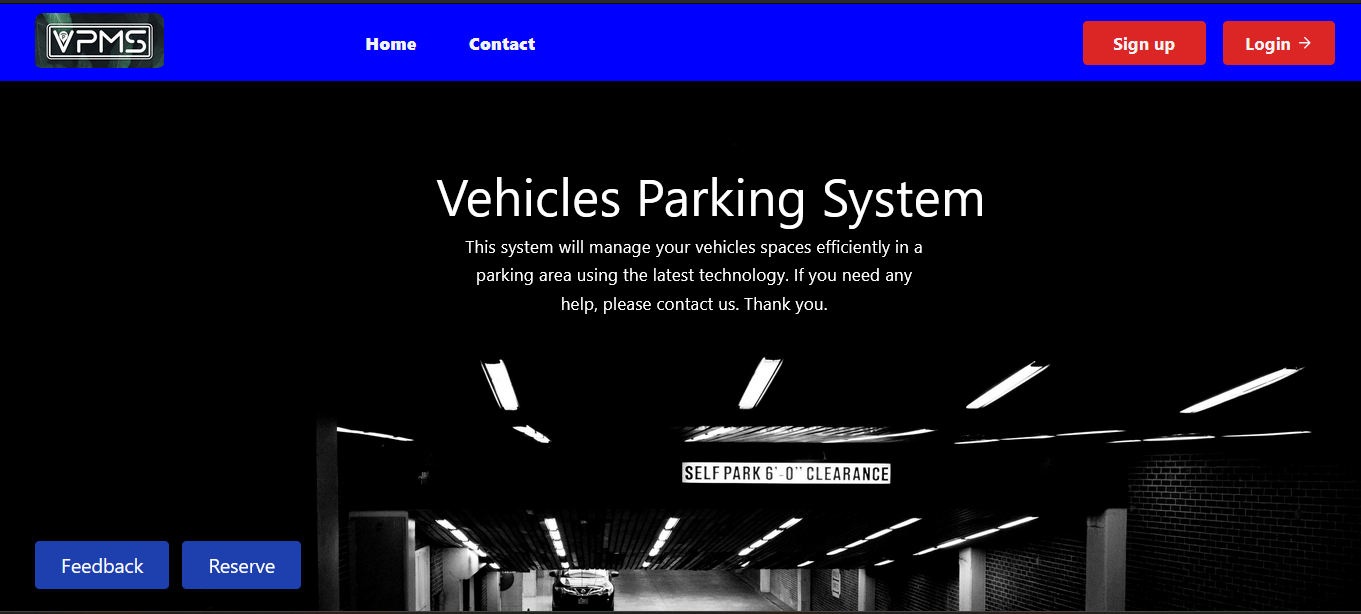 VPMS
Home
Contact
Sign up
Login →
Vehicles Parking System
This system will manage your vehicles spaces efficiently in a
parking area using the latest technology. If you need any
help, please contact us. Thank you.
SELF PARK 6'-0" CLEARANCE
Feedback
Reserve